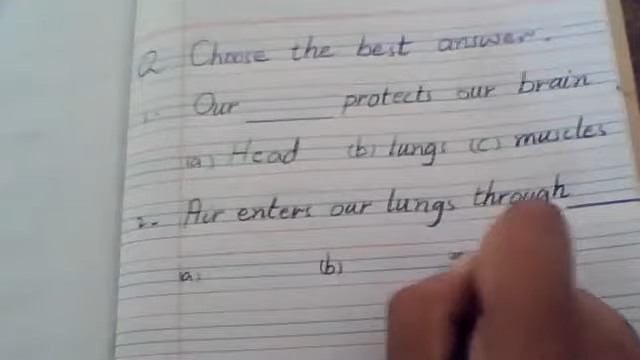 Q Choose the best answer.
1. Our ______ protects our brain
(a) Head (b) lungs (c) muscles
2. Air enters our lungs through ____
(a) (b)